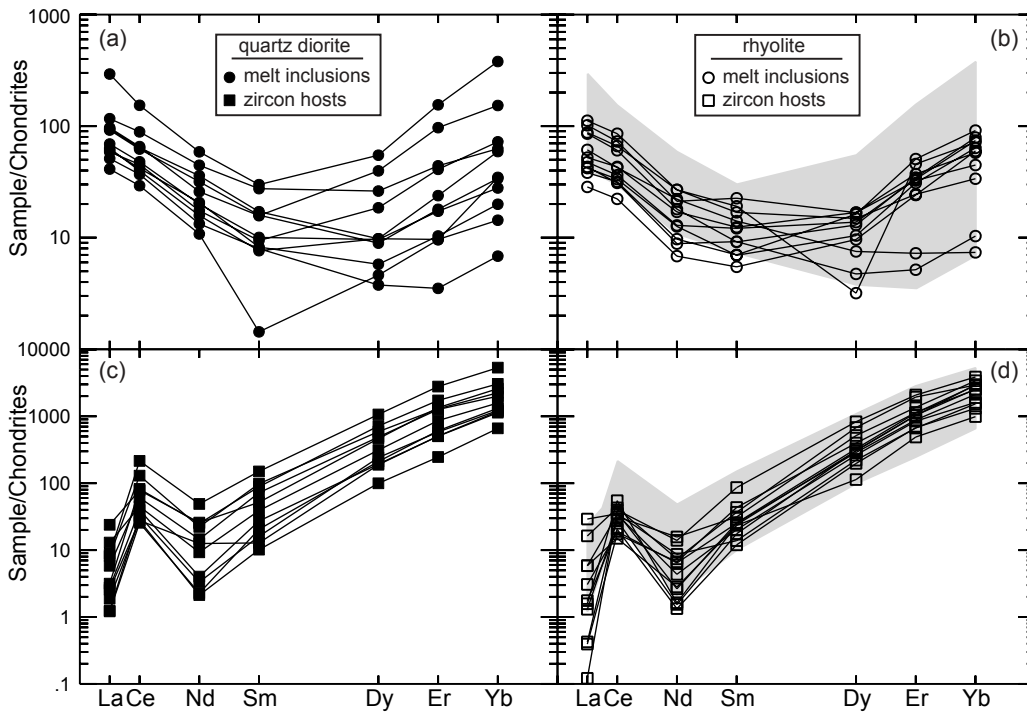 1000
(a)
quartz diorite
melt inclusions
zircon hosts
(b)
rhyolite
melt inclusions
zircon hosts
100
10
Sample/Chondrites
10000
(c)
(d)
1000
100
10
1
.1
Sample/Chondrites
La Ce Nd Sm Dy Er Yb
La Ce Nd Sm Dy Er Yb